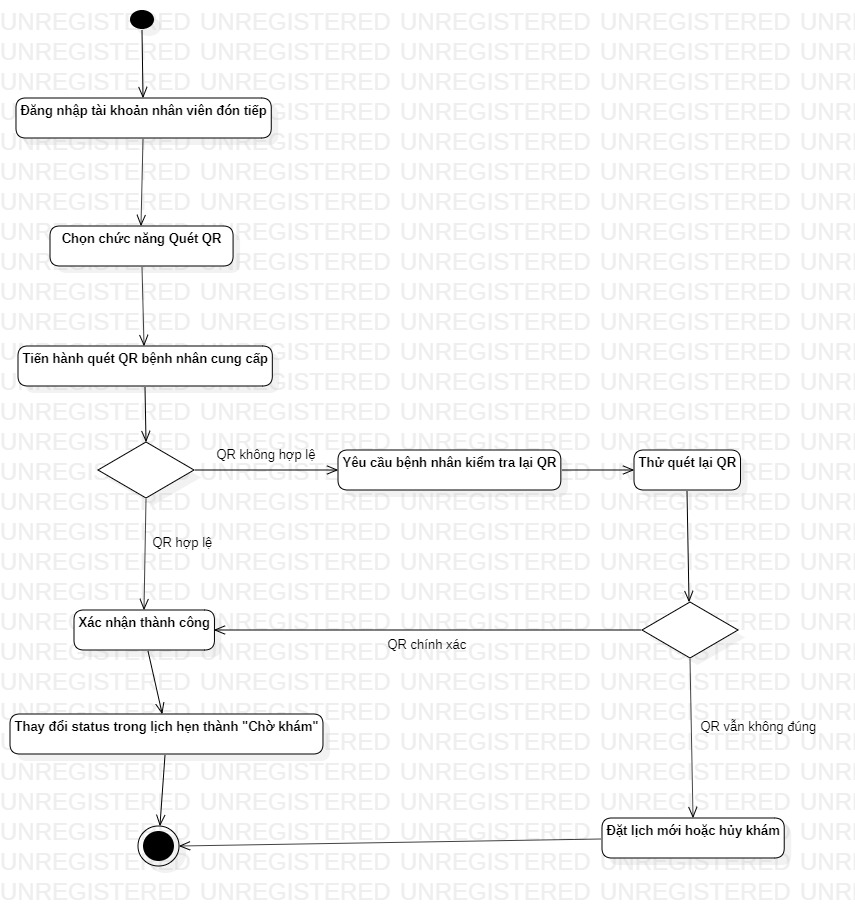 Đăng nhập tài khoản nhân viên đón tiếp
Chọn chức năng Quét QR
Tiến hành quét QR bệnh nhân cung cấp
QR không hợp lệ
Yêu cầu bệnh nhân kiểm tra lại QR
Thử quét lại QR
QR hợp lệ
Xác nhận thành công
QR chính xác
Thay đổi status trong lịch hẹn thành "Chờ khám"
QR vẫn không đúng
Đặt lịch mới hoặc hủy khám
UNREGISTERED